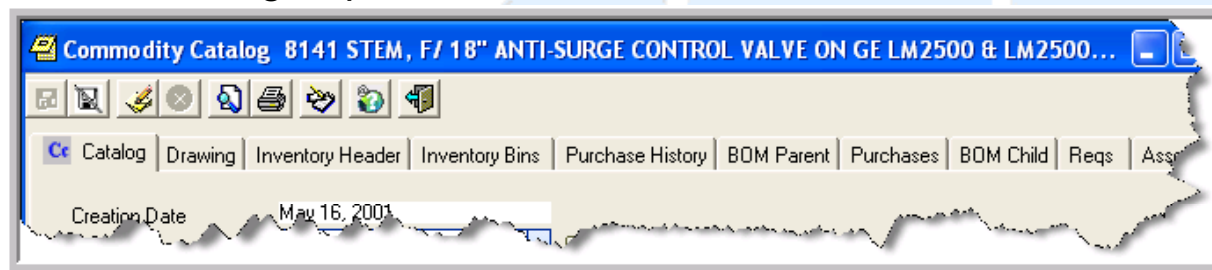 Commodity Catalog 8141 STEM, F/ 18" ANTI-SURGE CONTROL VALVE ON GE LM2500 & LM2500...
Cc Catalog Drawing Inventory Header Inventory Bins Purchase History BOM Parent Purchases BOM Child Reqs
Creation Date May 16, 2001